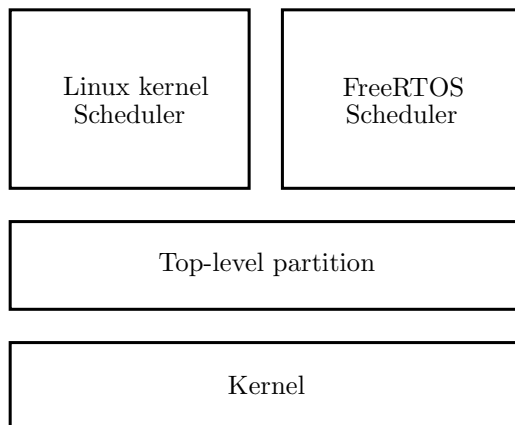 Linux kernel
Scheduler
FreeRTOS
Scheduler
Top-level partition
Kernel